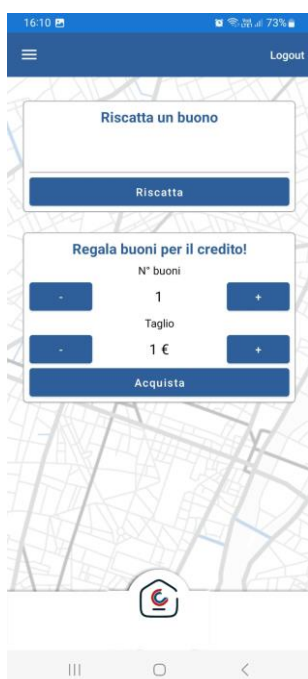 16:10 73%
Logout
Riscatta un buono
Riscatta
Regala buoni per il credito!
N° buoni
- 1 +
Taglio
- 1 € +
Acquista